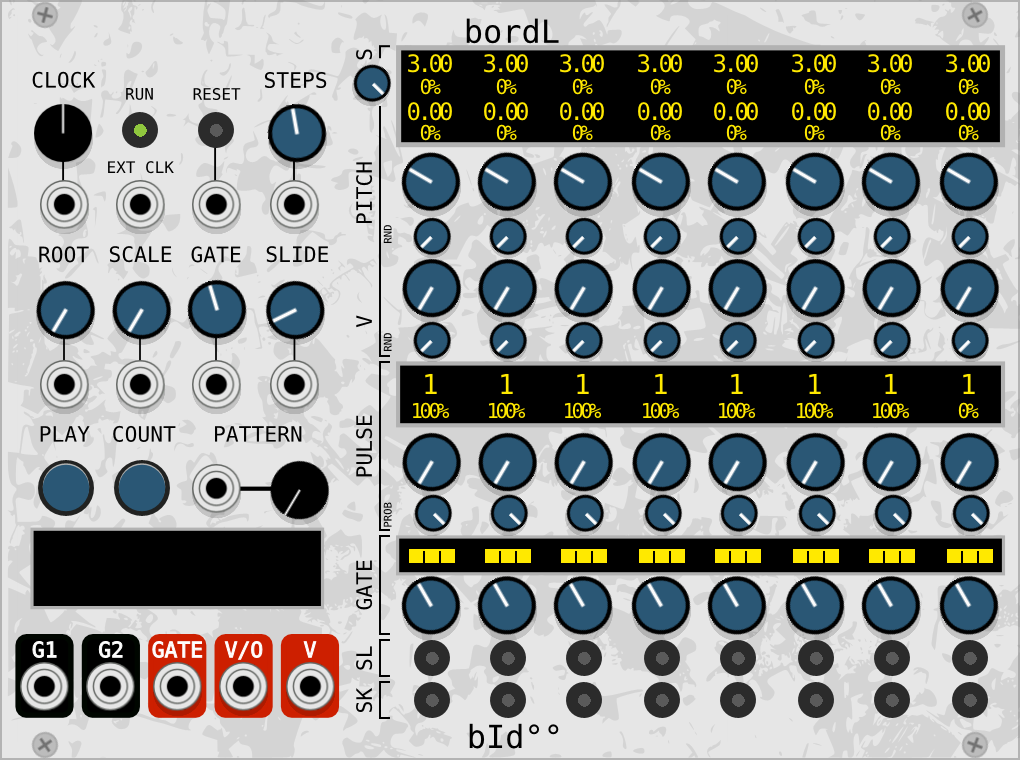 bordL
S
3.00 3.00 3.00 3.00 3.00 3.00 3.00 3.00
0% 0% 0% 0% 0% 0% 0% 0%
0.00 0.00 0.00 0.00 0.00 0.00 0.00 0.00
0% 0% 0% 0% 0% 0% 0% 0%
CLOCK RUN RESET STEPS
EXT CLK
PITCH
RND
ROOT SCALE GATE SLIDE
V
RND
1 1 1 1 1 1 1 1
100% 100% 100% 100% 100% 100% 100% 0%
PLAY COUNT PATTERN
PULSE
PROB
GATE
G1 G2 GATE V/O V
SL
SK
bId°°